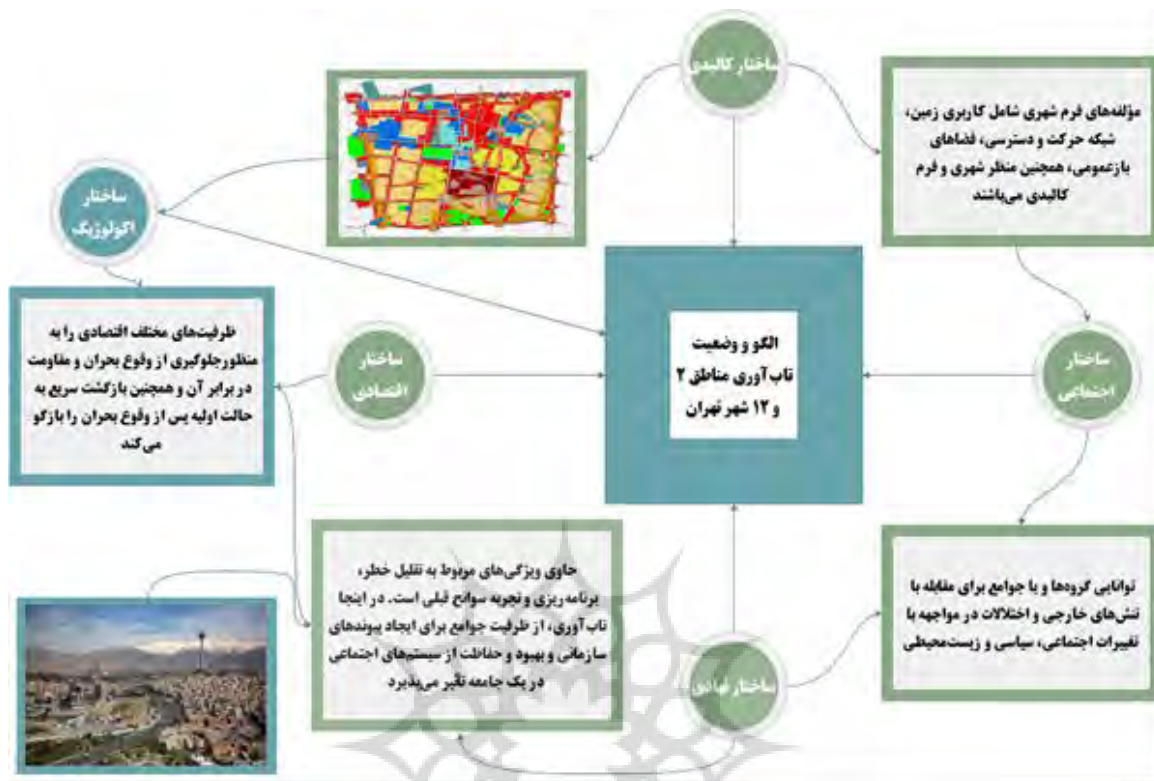 ساختار کالبدی
مؤلفه‌های فرم شهری شامل کاربری زمین،
شبکه حرکت و دسترسی، فضاهای
بازعمومی، همچنین منظر شهری و فرم
کالبدی می‌باشند
ساختار
اکولوژیک
ظرفیت‌های مختلف اقتصادی را به
منظورجلوگیری از وقوع بحران و مقاومت
در برابر آن و همچنین بازگشت سریع به
حالت اولیه پس از وقوع بحران را بازگو
می‌کند
ساختار
اقتصادی
الگو و وضعیت
تاب‌آوری مناطق ۲
و ۱۲ شهر تهران
ساختار
اجتماعی
حاوی ویژگی‌های مربوط به تقلیل خطر،
برنامه‌ریزی و تجربه سوانح قبلی است. در اینجا
تاب‌آوری، از ظرفیت جوامع برای ایجاد پیوندهای
سازمانی و بهبود و حفاظت از سیستم‌های اجتماعی
در یک جامعه تأثیر می‌پذیرد
ساختار نهادی
توانایی گروه‌ها و یا جوامع برای مقابله با
تنش‌های خارجی و اختلالات در مواجهه با
تغییرات اجتماعی، سیاسی و زیست‌محیطی